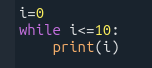 i=0
while i<=10:
    print(i)